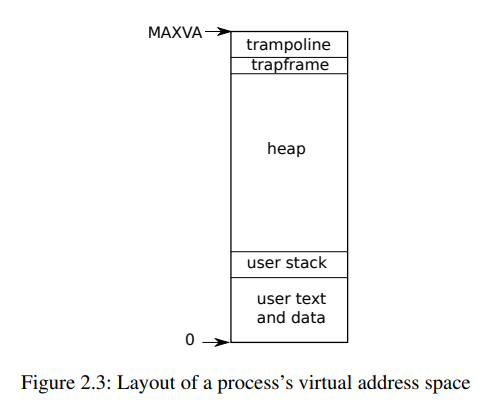 MAXVA
trampoline
trapframe
heap
user stack
user text
and data
0
Figure 2.3: Layout of a process’s virtual address space